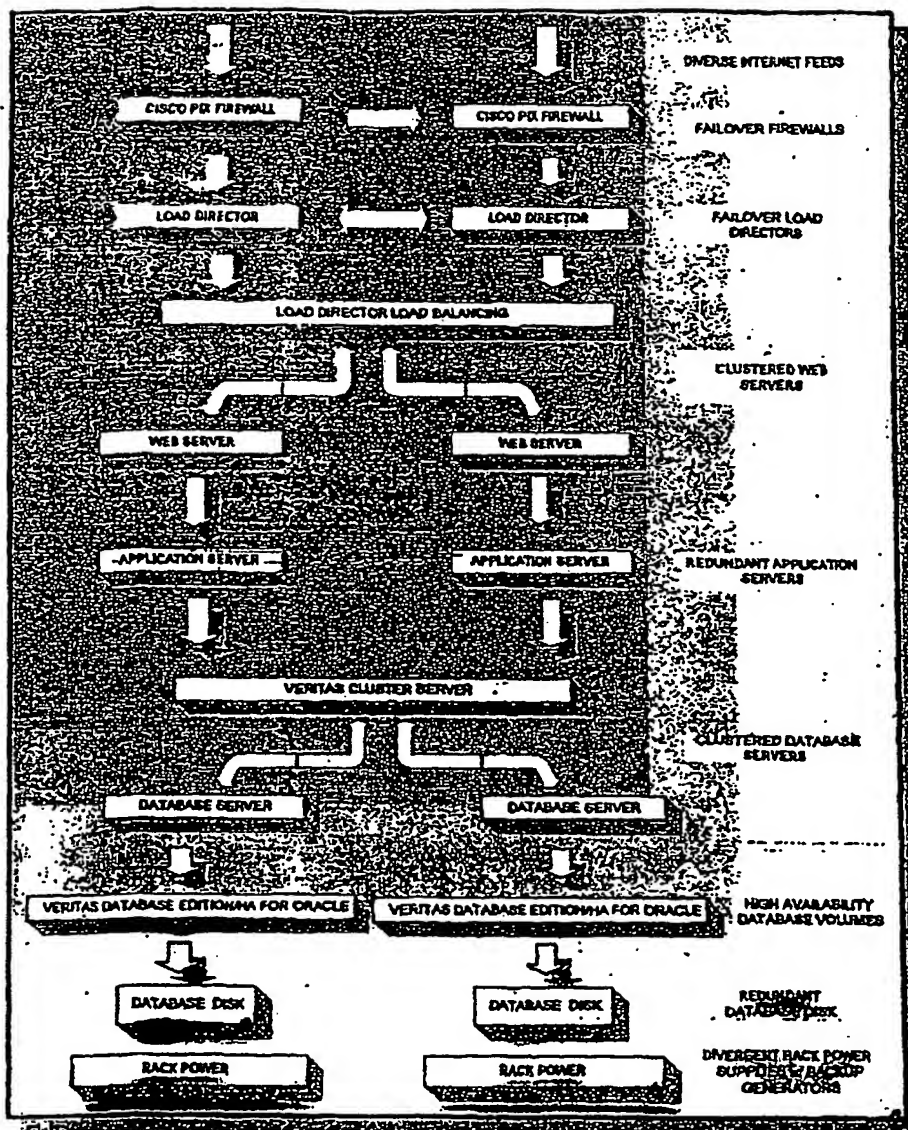 DIVERSE INTERNET FEEDS
CISCO PIX FIREWALL
CISCO PIX FIREWALL
FAILOVER FIREWALLS
LOAD DIRECTOR
LOAD DIRECTOR
FAILOVER LOAD
DIRECTORS
LOAD DIRECTOR LOAD BALANCING
CLUSTERED WEB
SERVERS
WEB SERVER
WEB SERVER
APPLICATION SERVER
APPLICATION SERVER
REDUNDANT APPLICATION
SERVERS
VERITAS CLUSTER SERVER
CLUSTERED DATABASE
SERVERS
DATABASE SERVER
DATABASE SERVER
VERITAS DATABASE EDITION/HA FOR ORACLE
VERITAS DATABASE EDITION/HA FOR ORACLE
HIGH AVAILABILITY
DATABASE VOLUMES
DATABASE DISK
DATABASE DISK
REDUNDANT
DATABASE DISK
RACK POWER
RACK POWER
DIVERGENT RACK POWER
SUPPLIES BACKUP
GENERATORS